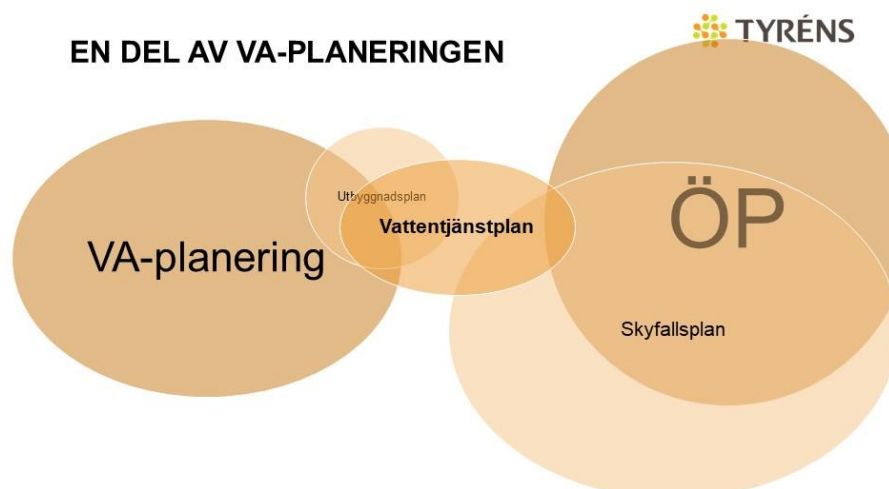 EN DEL AV VA-PLANERINGEN
TYRÉNS
Utbyggnadsplan
Vattentjänstplan
VA-planering
ÖP
Skyfallsplan